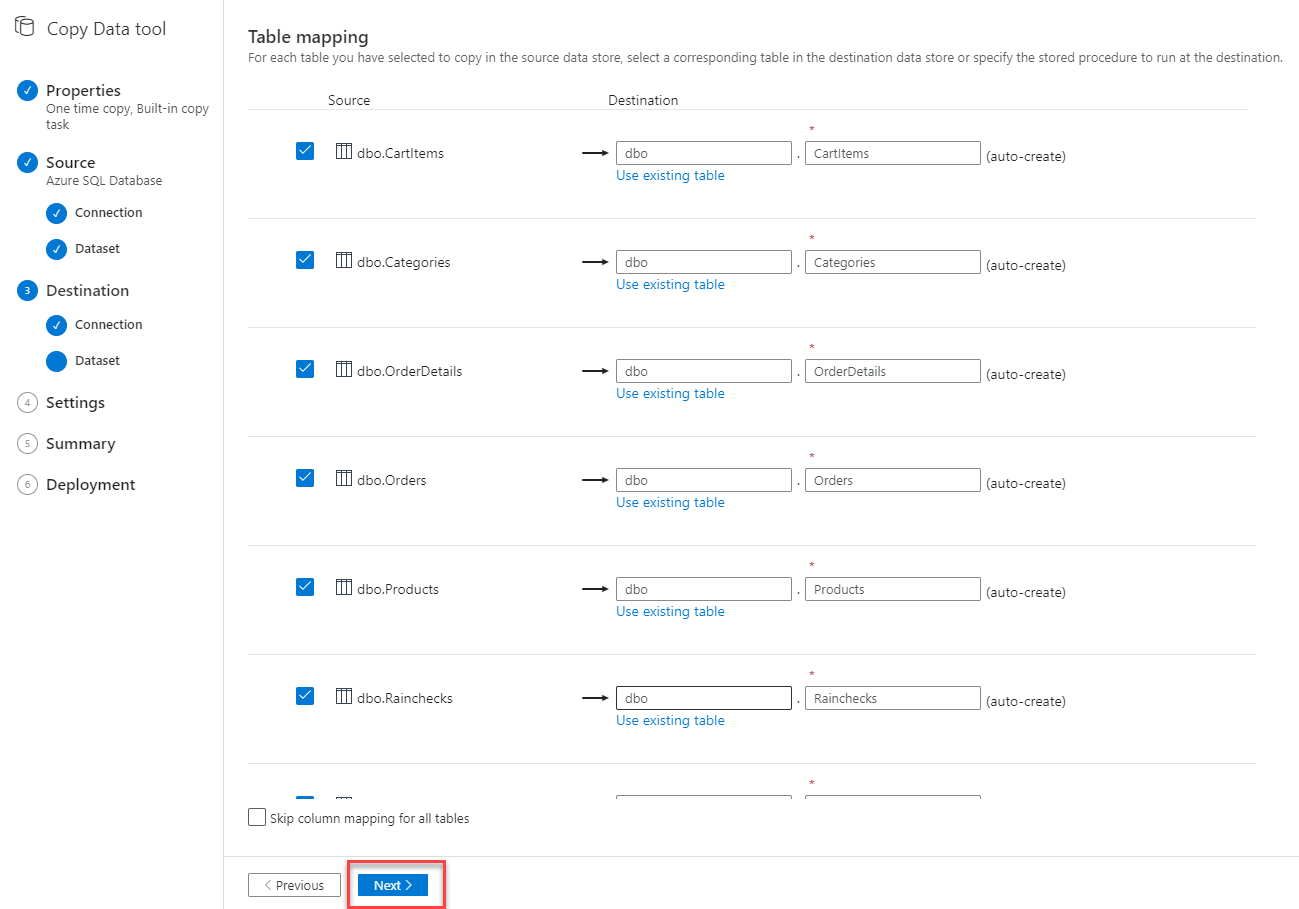 Copy Data tool
Properties
One time copy, Built-in copy
task
Source
Azure SQL Database
Connection
Dataset
3 Destination
Connection
Dataset
4 Settings
5 Summary
6 Deployment
Table mapping
For each table you have selected to copy in the source data store, select a corresponding table in the destination data store or specify the stored procedure to run at the destination.
Source Destination
*
dbo.CartItems dbo . CartItems (auto-create)
Use existing table
*
dbo.Categories dbo . Categories (auto-create)
Use existing table
*
dbo.OrderDetails dbo . OrderDetails (auto-create)
Use existing table
*
dbo.Orders dbo . Orders (auto-create)
Use existing table
*
dbo.Products dbo . Products (auto-create)
Use existing table
*
dbo.Rainchecks dbo . Rainchecks (auto-create)
Use existing table
*
Skip column mapping for all tables
< Previous Next >